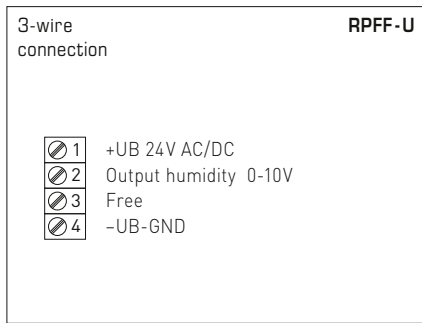 3-wire RPFF-U
connection
1 +UB 24V AC/DC
2 Output humidity 0-10V
3 Free
4 –UB-GND